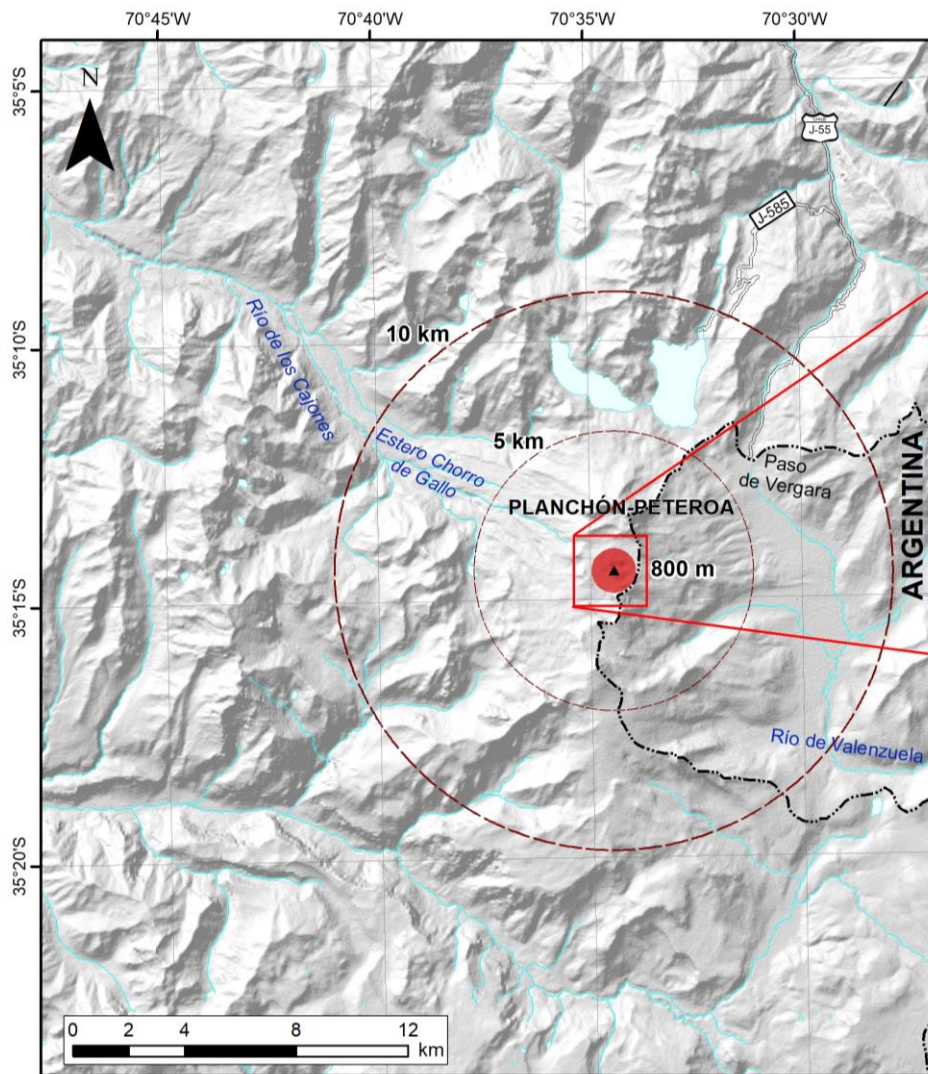 70°45'W 70°40'W 70°35'W 70°30'W
35°5'S
N
J-55
J-585
35°10'S
10 km
Río de los Cajones
5 km
Estero Chorro
de Gallo
Paso
de Vergara
ARGENTINA
PLANCHÓN-PETEROA
800 m
35°15'S
Río de Valenzuela
35°20'S
0 2 4 8 12
km